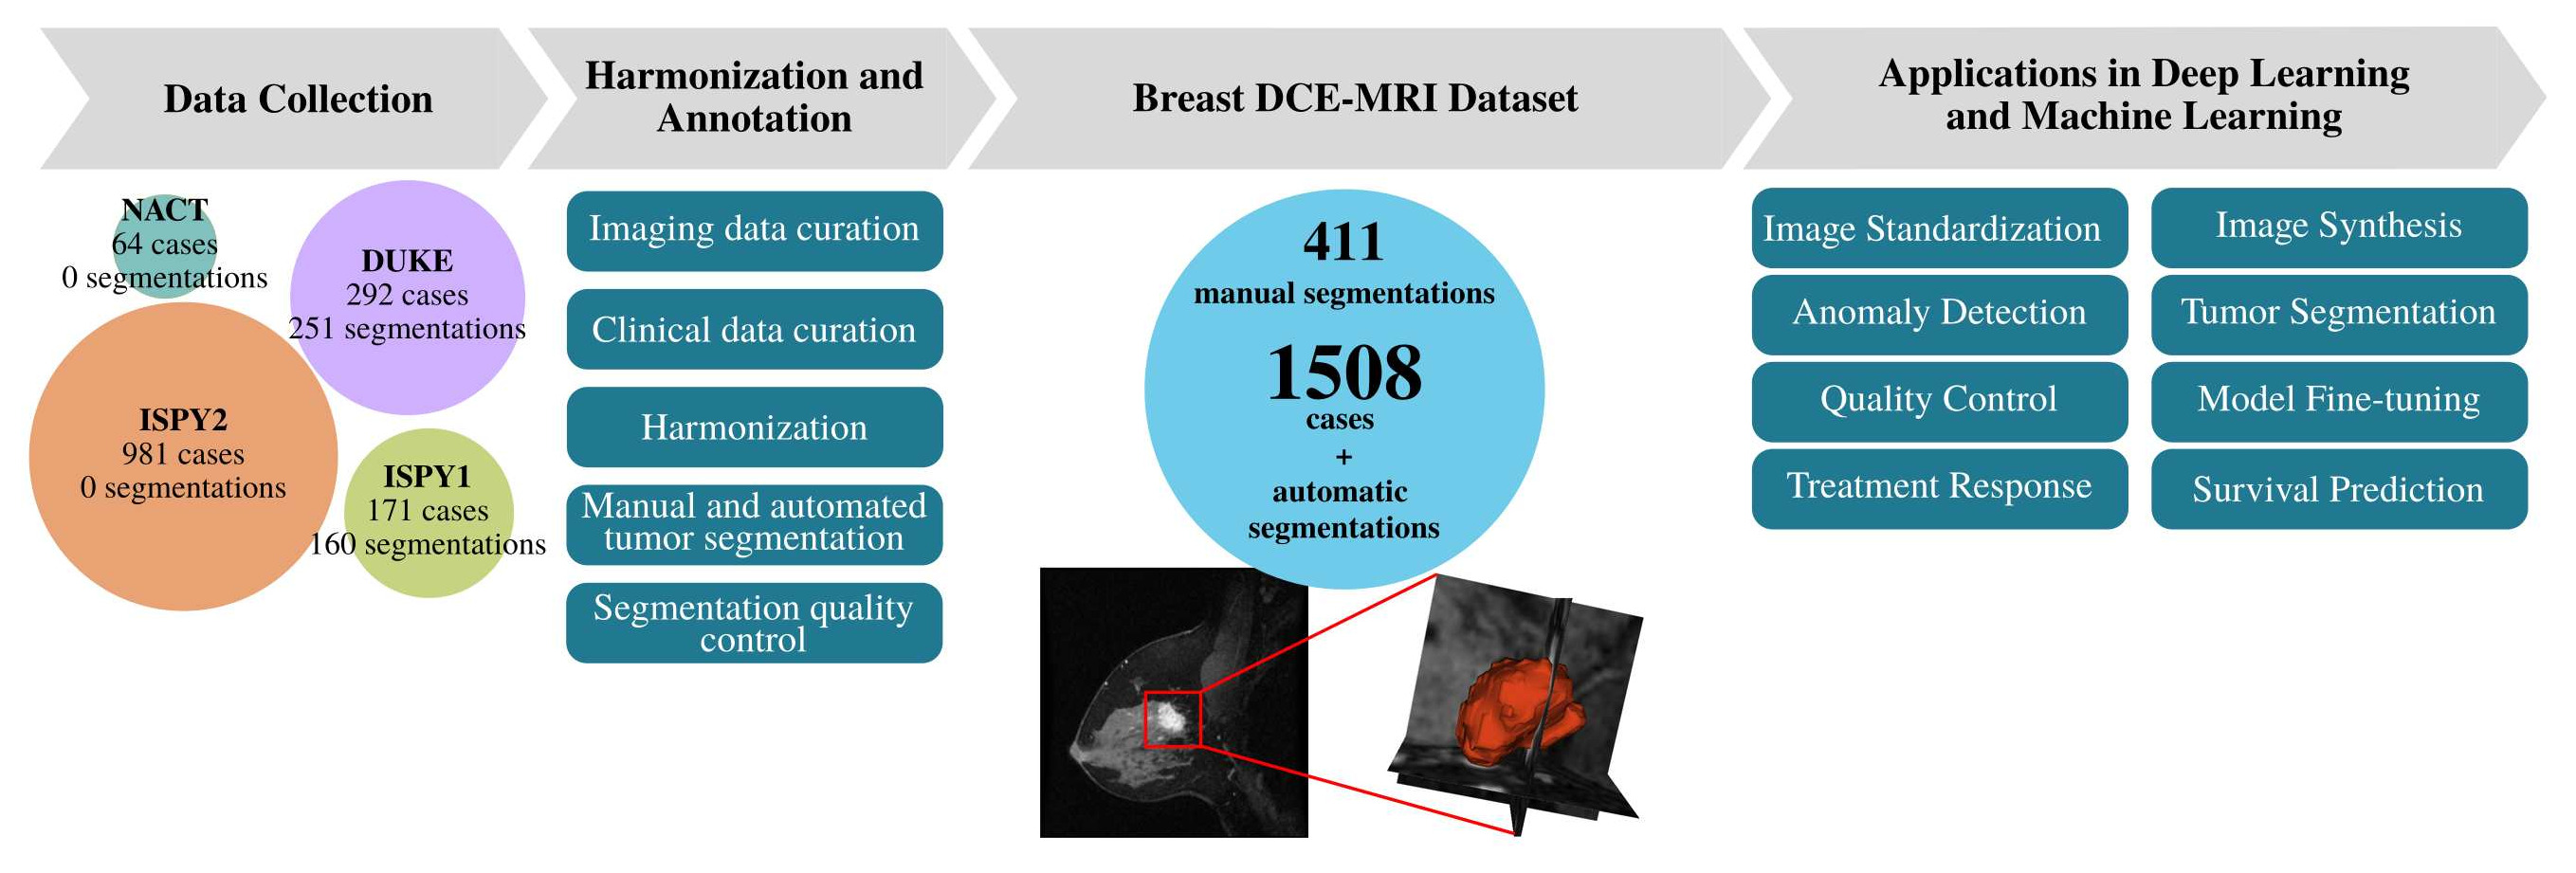 Data Collection
Harmonization and
Annotation
Breast DCE-MRI Dataset
Applications in Deep Learning
and Machine Learning
NACT
64 cases
0 segmentations
DUKE
292 cases
251 segmentations
ISPY2
981 cases
0 segmentations
ISPY1
171 cases
160 segmentations
Imaging data curation
Clinical data curation
Harmonization
Manual and automated
tumor segmentation
Segmentation quality
control
411
manual segmentations
1508
cases
+
automatic
segmentations
Image Standardization
Image Synthesis
Anomaly Detection
Tumor Segmentation
Quality Control
Model Fine-tuning
Treatment Response
Survival Prediction